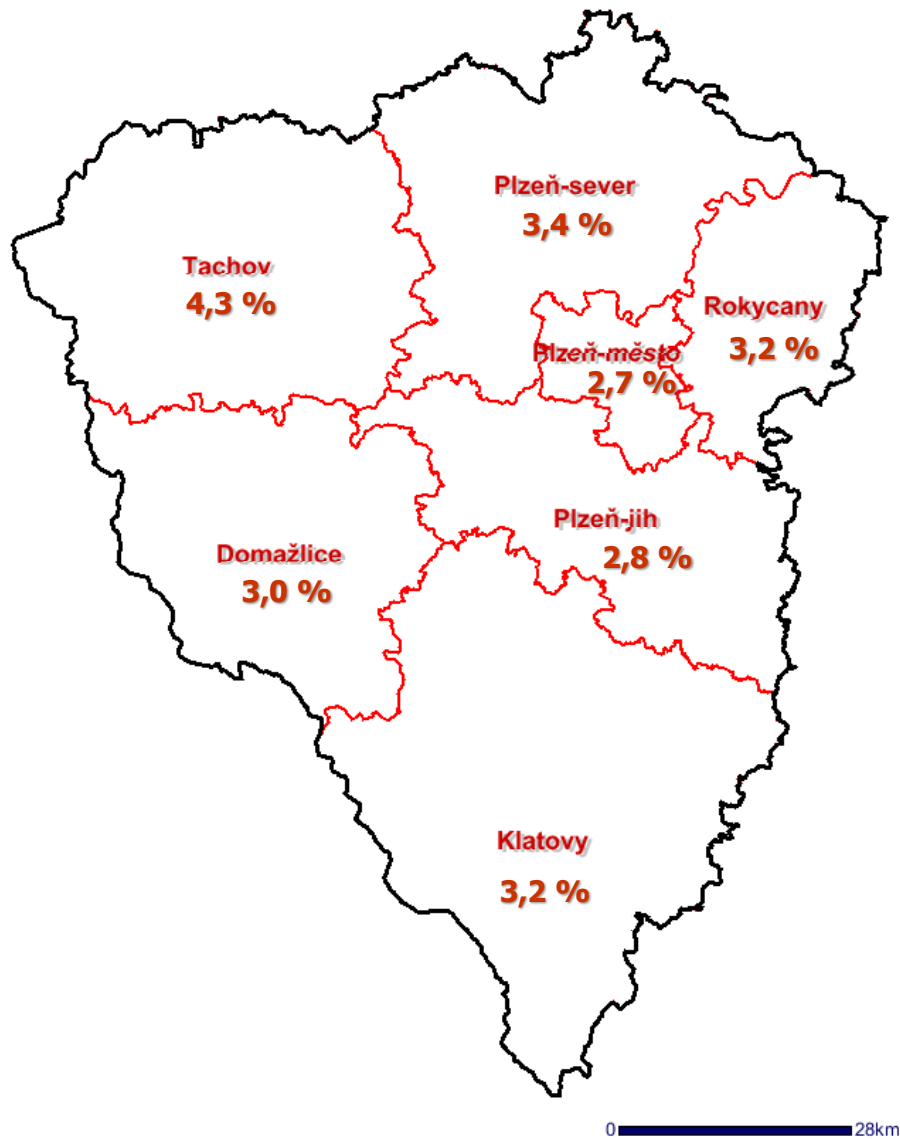 Plzeň-sever
3,4 %
Tachov
4,3 %
Rokycany
3,2 %
Plzeň-město
2,7 %
Plzeň-jih
2,8 %
Domažlice
3,0 %
Klatovy
3,2 %
0 28km